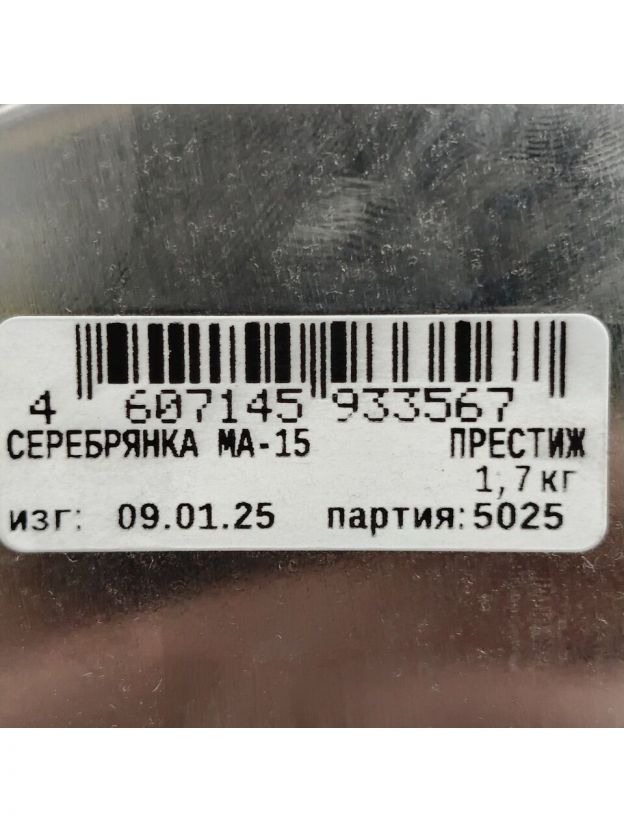 4 607145 933567
СЕРЕБРЯНКА МА-15 ПРЕСТИЖ
1,7 кг
изг: 09.01.25 партия: 5025